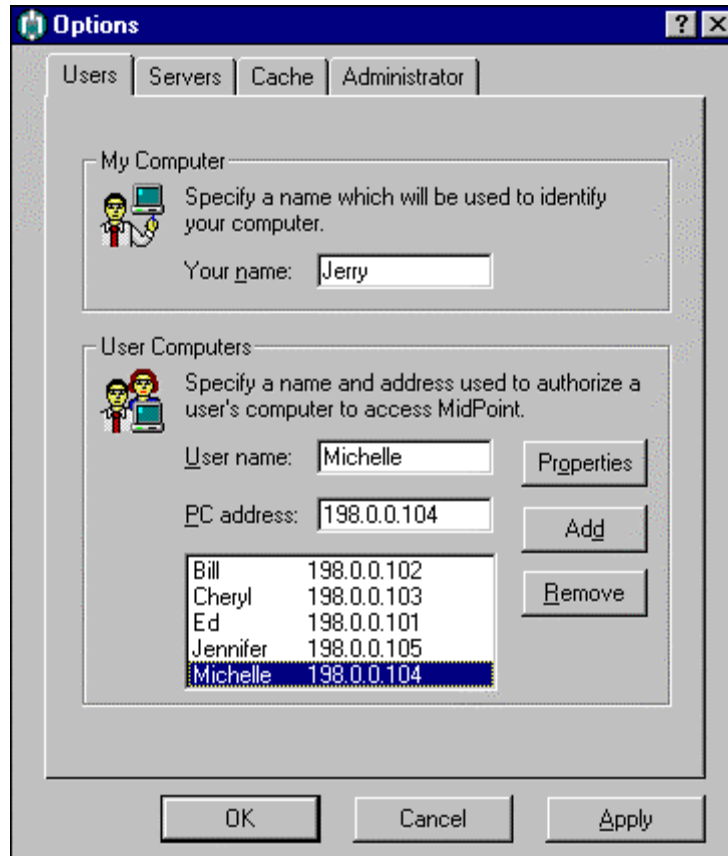 Options
Users Servers Cache Administrator
My Computer
Specify a name which will be used to identify
your computer.
Your name: Jerry
User Computers
Specify a name and address used to authorize a
user's computer to access MidPoint.
User name: Michelle
Properties
PC address: 198.0.0.104
Add
Bill 198.0.0.102
Cheryl 198.0.0.103
Ed 198.0.0.101
Jennifer 198.0.0.105
Michelle 198.0.0.104
Remove
OK Cancel Apply